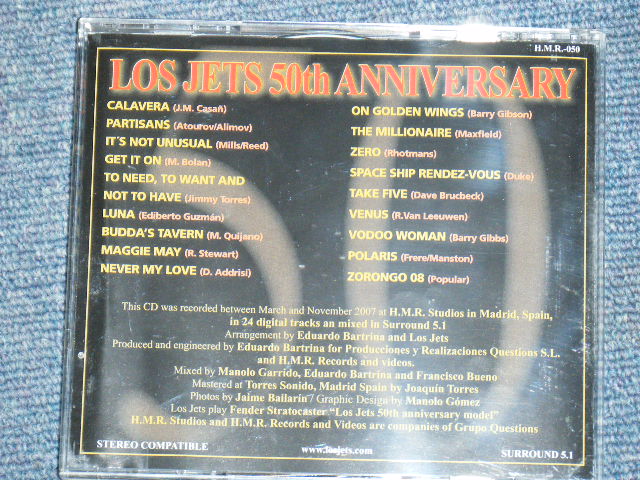 H.M.R.-050
LOS JETS 50th ANNIVERSARY
CALAVERA (J.M. Casañ)
PARTISANS (Atourov/Alimov)
IT'S NOT UNUSUAL (Mills/Reed)
GET IT ON (M. Bolan)
TO NEED, TO WANT AND
NOT TO HAVE (Jimmy Torres)
LUNA (Ediberto Guzmán)
BUDDA'S TAVERN (M. Quijano)
MAGGIE MAY (R. Stewart)
NEVER MY LOVE (D. Addrisi)
ON GOLDEN WINGS (Barry Gibson)
THE MILLIONAIRE (Maxfield)
ZERO (Rhotmans)
SPACE SHIP RENDEZ-VOUS (Duke)
TAKE FIVE (Dave Brucbeck)
VENUS (R.Van Leeuwen)
VODOO WOMAN (Barry Gibbs)
POLARIS (Frere/Manston)
ZORONGO 08 (Popular)
This CD was recorded between March and November 2007 at H.M.R. Studios in Madrid, Spain,
in 24 digital tracks an mixed in Surround 5.1
Arrangement by Eduardo Bartrina and Los Jets
Produced and engineered by Eduardo Bartrina for Producciones y Realizaciones Questions S.L.
and H.M.R. Records and videos.
Mixed by Manolo Garrido, Eduardo Bartrina and Francisco Bueno
Mastered at Torres Sonido, Madrid Spain by Joaquín Torres
Photos by Jaime Bailarín / Graphic Design by Manolo Gómez
Los Jets play Fender Stratocaster "Los Jets 50th anniversary model"
H.M.R. Studios and H.M.R. Records and Videos are companies of Grupo Questions
STEREO COMPATIBLE
www.losjets.com
SURROUND 5.1